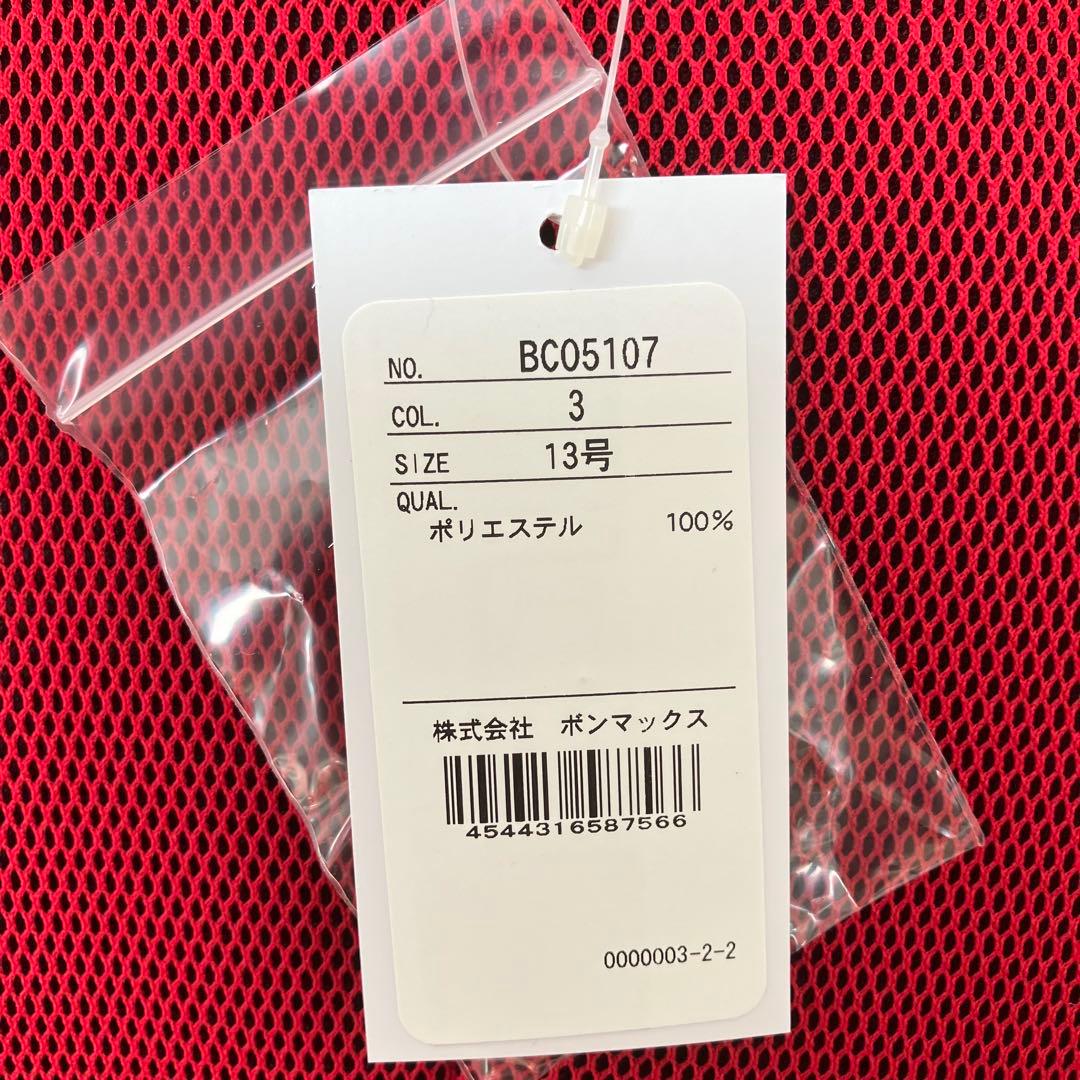 NO. BC05107
COL. 3
SIZE 13号
QUAL.
ポリエステル 100%
株式会社 ボンマックス
4544316587566
0000003-2-2